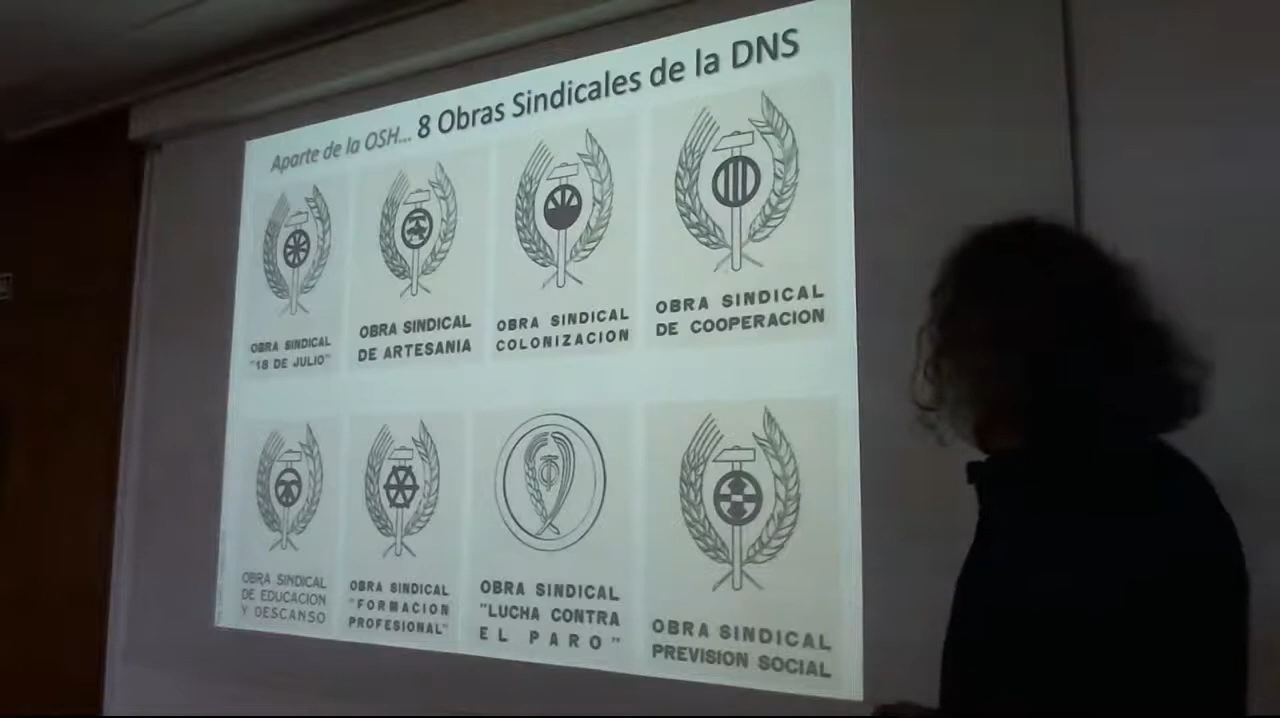 Aparte de la OSH... 8 Obras Sindicales de la DNS
OBRA SINDICAL
"18 DE JULIO"
OBRA SINDICAL
DE ARTESANIA
OBRA SINDICAL
COLONIZACION
OBRA SINDICAL
DE COOPERACION
OBRA SINDICAL
DE EDUCACION
Y DESCANSO
OBRA SINDICAL
"FORMACION
PROFESIONAL"
OBRA SINDICAL
"LUCHA CONTRA
EL PARO"
OBRA SINDICAL
PREVISION SOCIAL